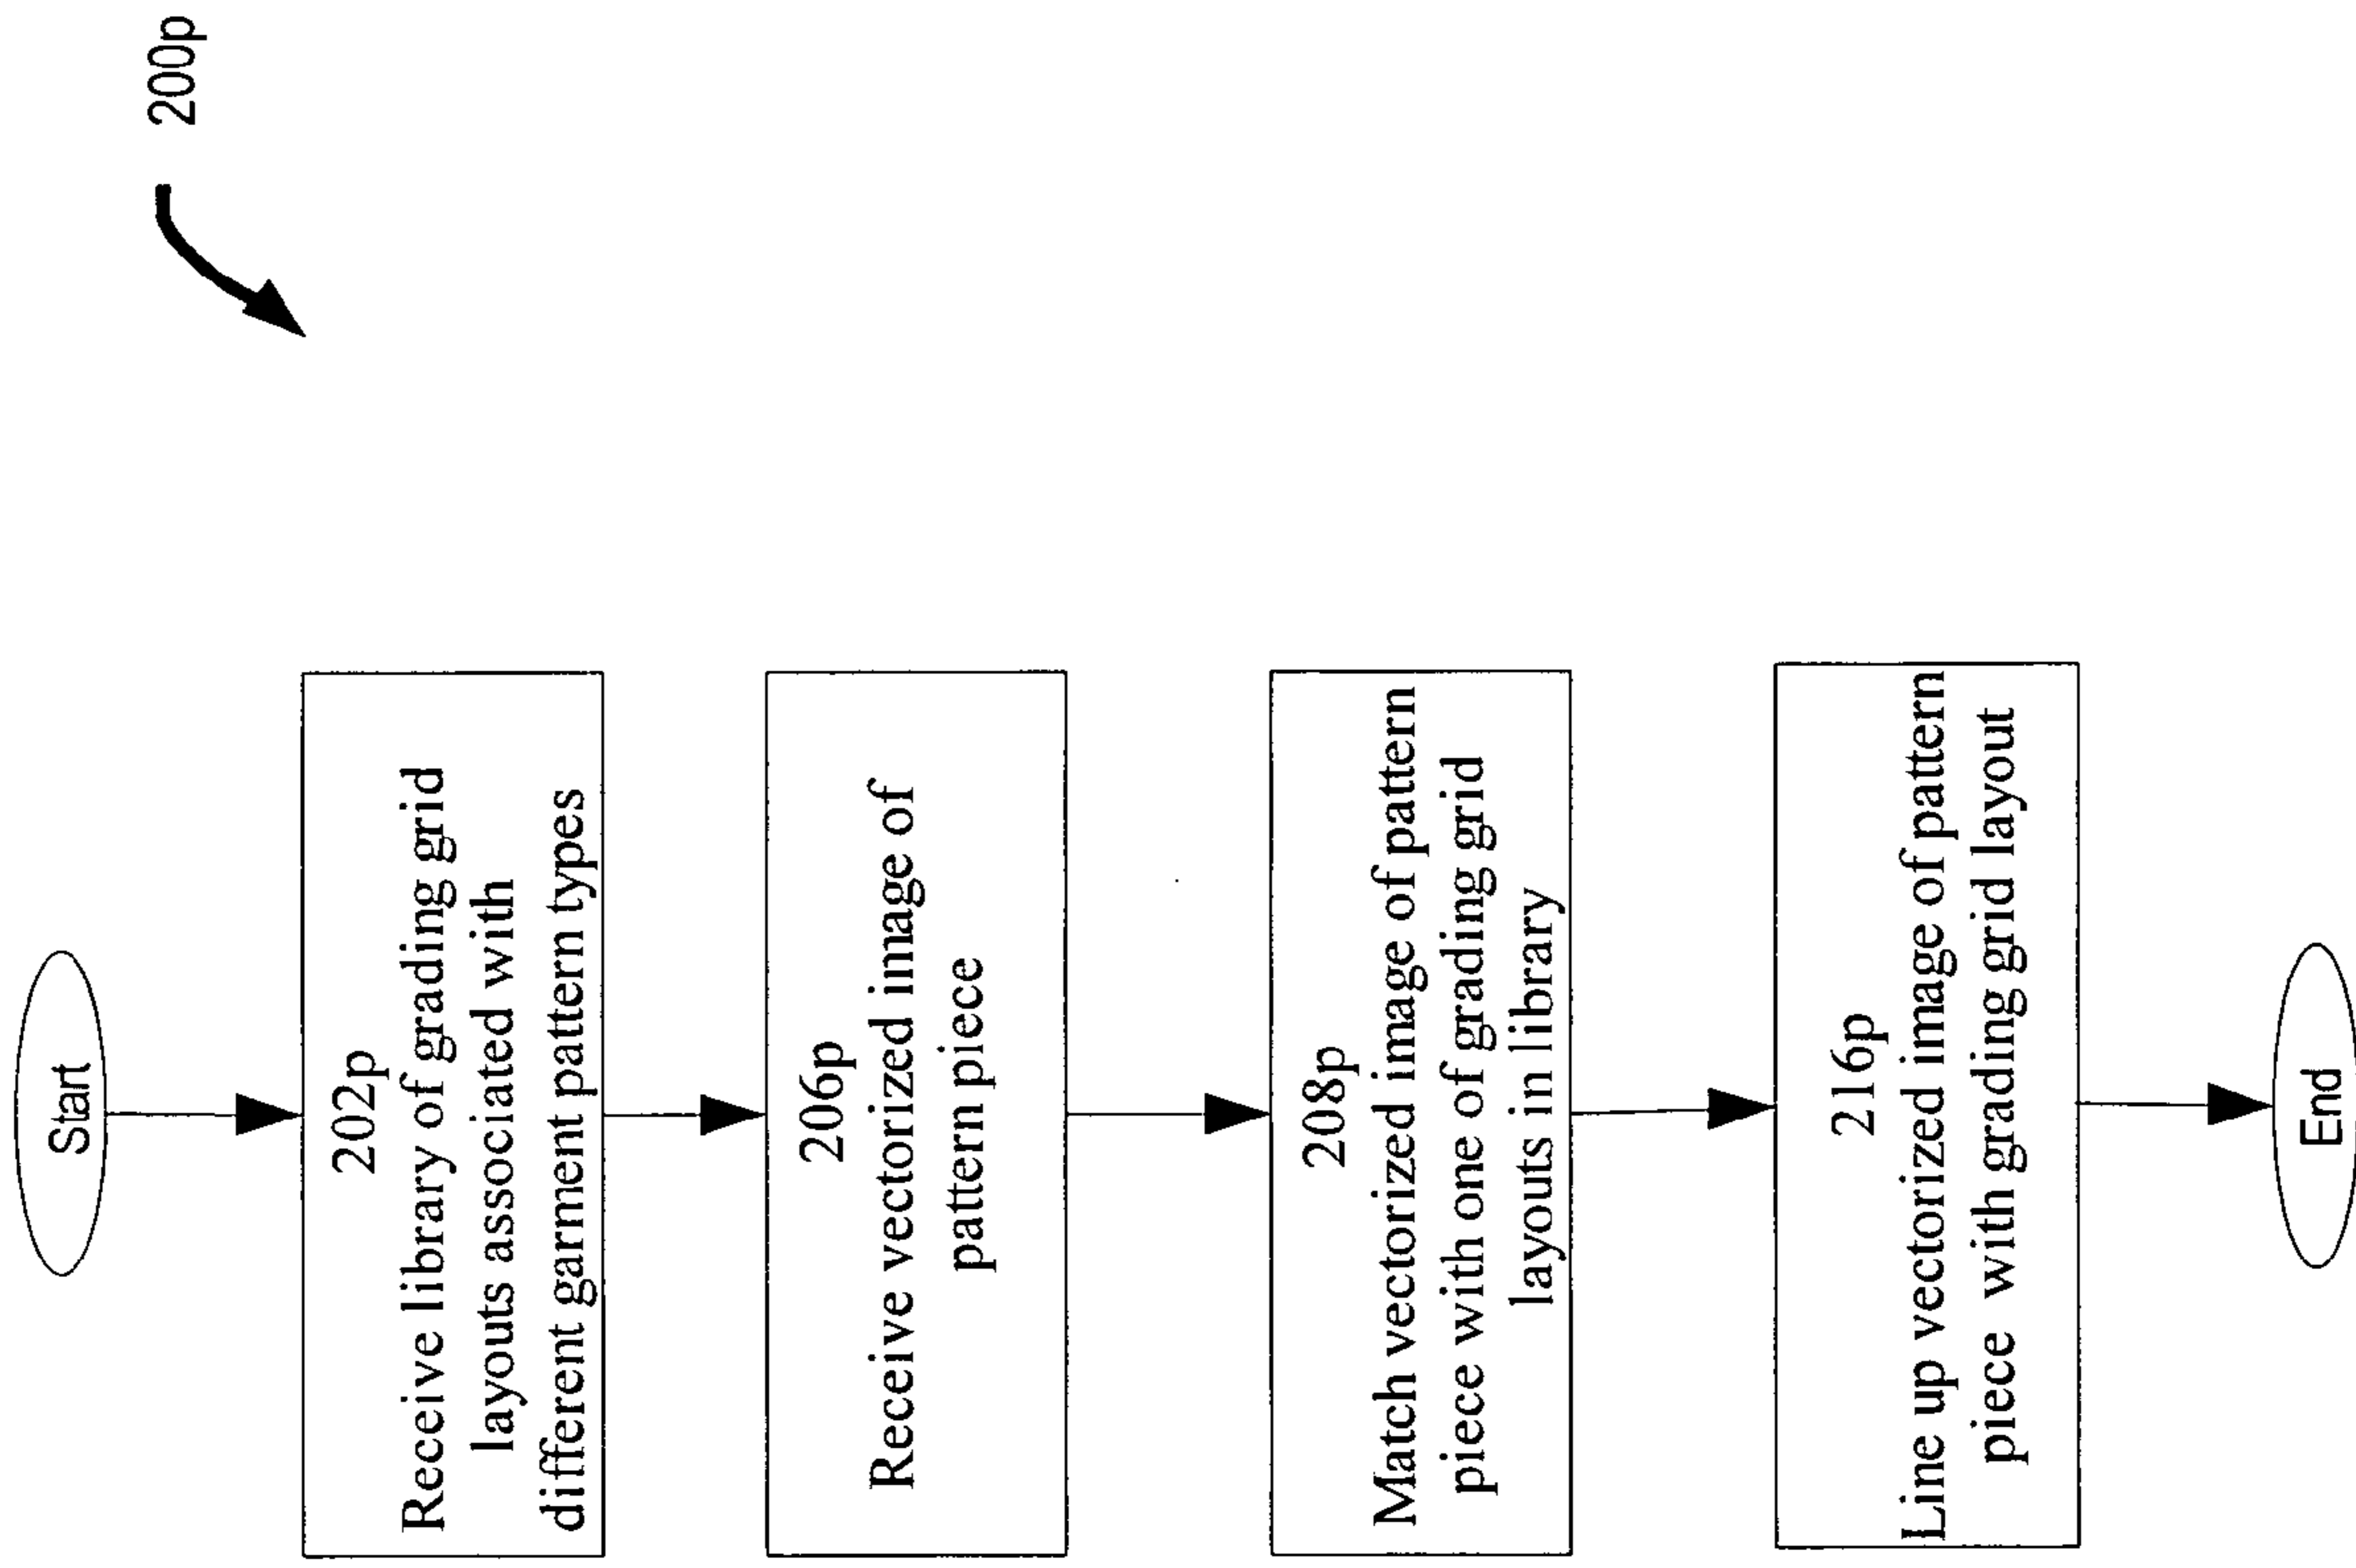 200p
Start
202p
Receive library of grading grid
layouts associated with
different garment pattern types
206p
Receive vectorized image of
pattern piece
208p
Match vectorized image of pattern
piece with one of grading grid
layouts in library
216p
Line up vectorized image of pattern
piece with grading grid layout
End